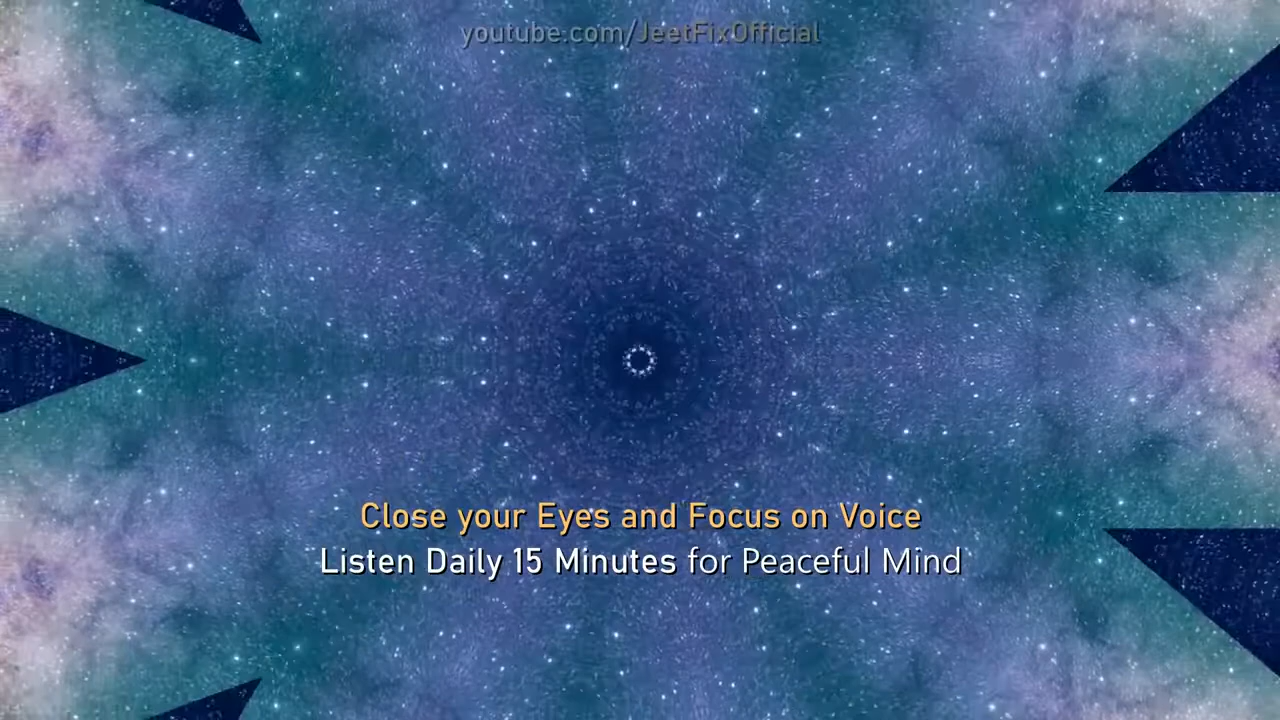 youtube.com/JeetFixOfficial
Close your Eyes and Focus on Voice
Listen Daily 15 Minutes for Peaceful Mind